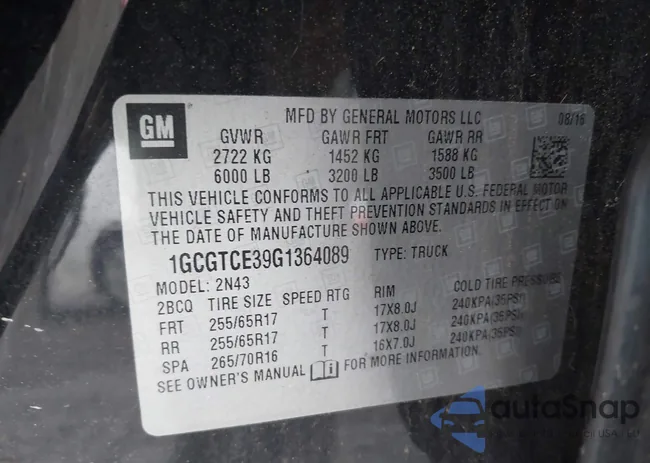 GM
MFD BY GENERAL MOTORS LLC 08/16
GVWR GAWR FRT GAWR RR
2722 KG 1452 KG 1588 KG
6000 LB 3200 LB 3500 LB
THIS VEHICLE CONFORMS TO ALL APPLICABLE U.S. FEDERAL MOTOR
VEHICLE SAFETY AND THEFT PREVENTION STANDARDS IN EFFECT ON
THE DATE OF MANUFACTURE SHOWN ABOVE.
1GCGTCE39G1364089 TYPE: TRUCK
MODEL: 2N43
2BCQ TIRE SIZE SPEED RTG RIM COLD TIRE PRESSURE
FRT 255/65R17 T 17X8.0J 240KPA(35PSI)
RR 255/65R17 T 17X8.0J 240KPA(35PSI)
SPA 265/70R16 T 16X7.0J 240KPA(35PSI)
SEE OWNER'S MANUAL FOR MORE INFORMATION.
autoSnap